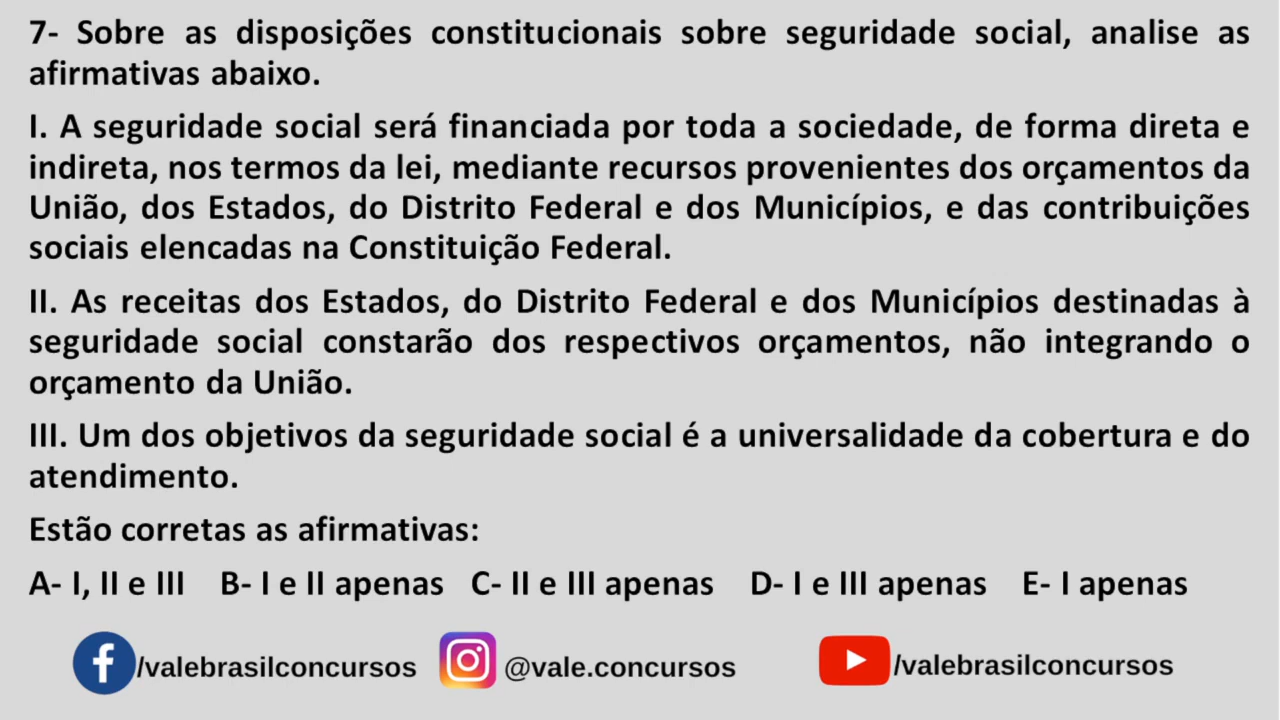 7- Sobre as disposições constitucionais sobre seguridade social, analise as
afirmativas abaixo.
I. A seguridade social será financiada por toda a sociedade, de forma direta e
indireta, nos termos da lei, mediante recursos provenientes dos orçamentos da
União, dos Estados, do Distrito Federal e dos Municípios, e das contribuições
sociais elencadas na Constituição Federal.
II. As receitas dos Estados, do Distrito Federal e dos Municípios destinadas à
seguridade social constarão dos respectivos orçamentos, não integrando o
orçamento da União.
III. Um dos objetivos da seguridade social é a universalidade da cobertura e do
atendimento.
Estão corretas as afirmativas:
A- I, II e III B- I e II apenas C- II e III apenas D- I e III apenas E- I apenas
/valebrasilconcursos @vale.concursos /valebrasilconcursos